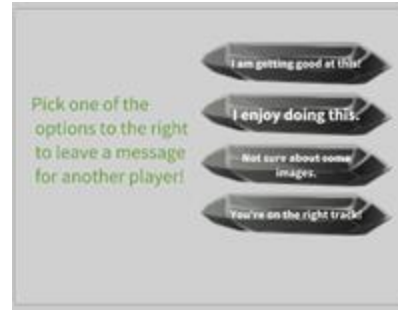 Pick one of the
options to the right
to leave a message
for another player!
I am getting good at this!
I enjoy doing this.
Not sure about some
images.
You're on the right track!